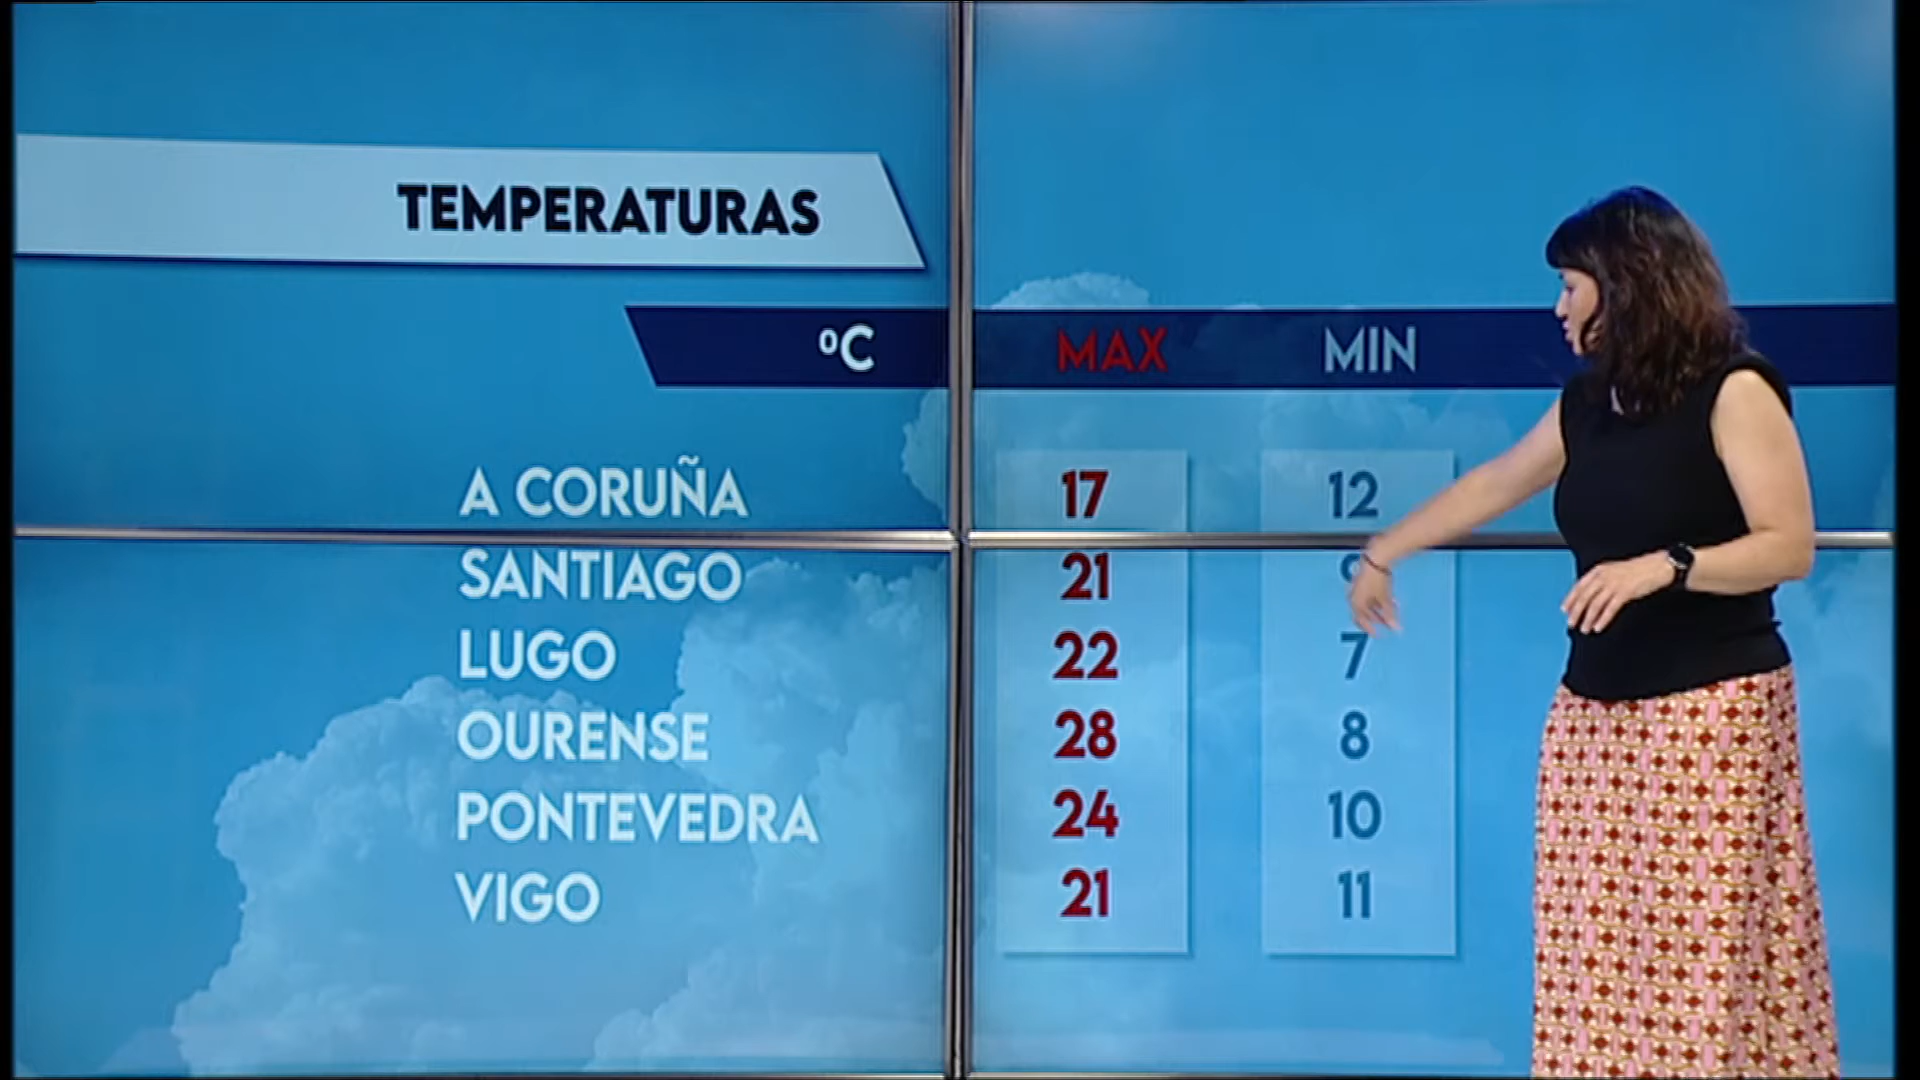 TEMPERATURAS
ºC MAX MIN
A CORUÑA 17 12
SANTIAGO 21
LUGO 22 7
OURENSE 28 8
PONTEVEDRA 24 10
VIGO 21 11